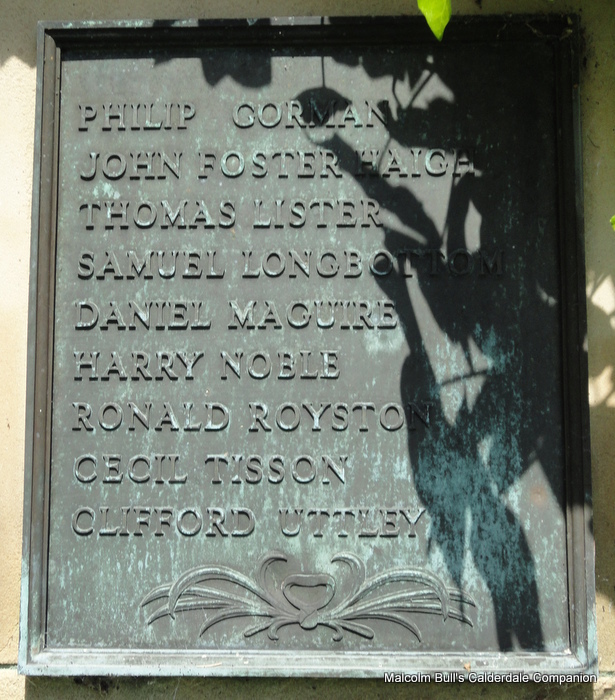 PHILIP GORMAN
JOHN FOSTER HAIGH
THOMAS LISTER
SAMUEL LONGBOTTOM
DANIEL MAGUIRE
HARRY NOBLE
RONALD ROYSTON
CECIL TISSON
CLIFFORD UTTLEY
Malcolm Bull's Calderdale Companion